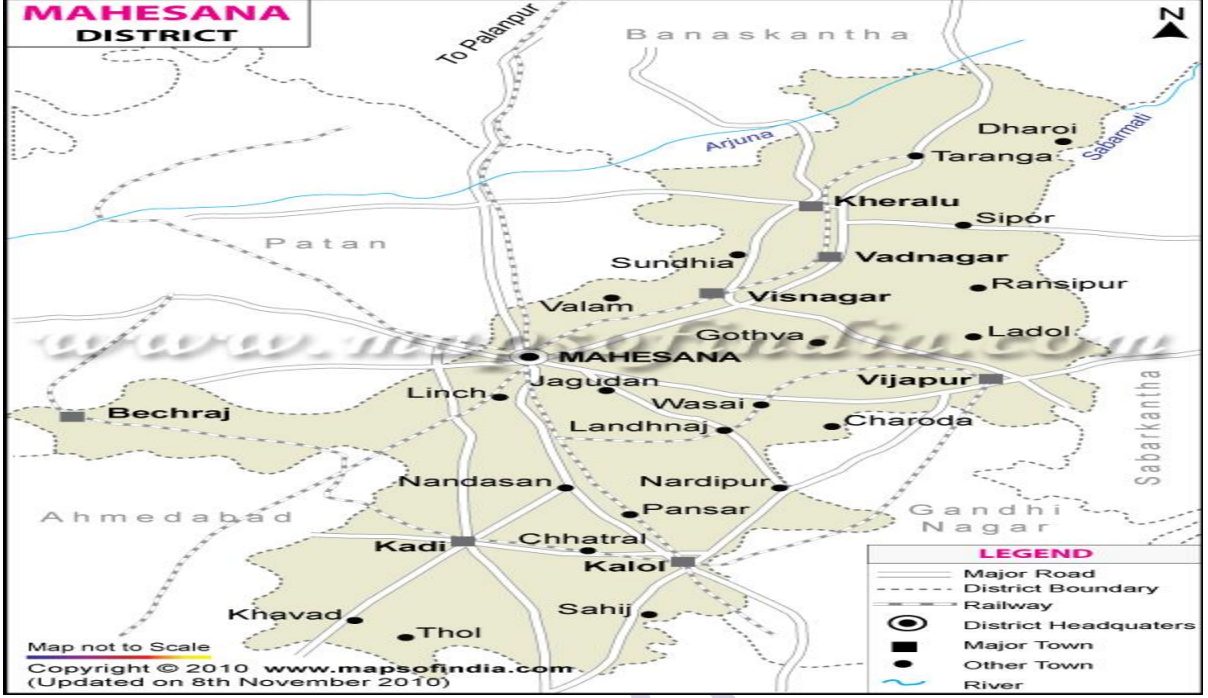 MAHESANA
DISTRICT
To Palanpur
Banaskantha
N
Arjuna
Sabarmati
Dharoi
Taranga
Kheralu
Sipor
Patan
Sundhia
Vadnagar
Ransipur
Valam
Visnagar
www.mapsofindia.com
Gothva
Ladol
MAHESANA
Jagudan
Vijapur
Linch
Wasai
Bechraj
Landhnaj
Charoda
Sabarkantha
Nandasan
Nardipur
Ahmedabad
Pansar
Gandhi
Nagar
Kadi
Chhatral
Kalol
Khavad
Sahij
Thol
LEGEND
Major Road
District Boundary
Railway
District Headquaters
Major Town
Other Town
River
Map not to Scale
Copyright © 2010 www.mapsofindia.com
(Updated on 8th November 2010)